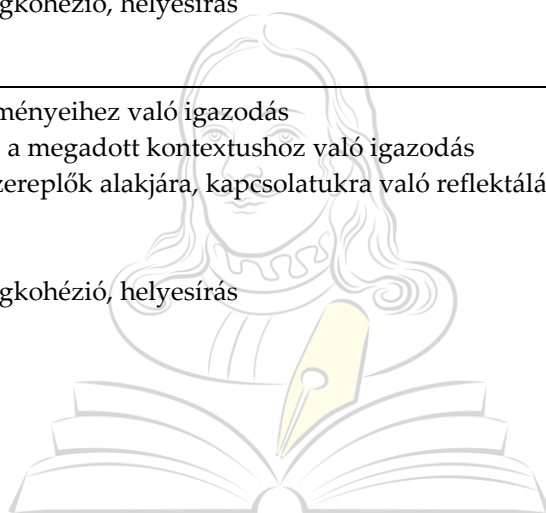 gkohézió, helyesírás
ményeihez való igazodás
a megadott kontextushoz való igazodás
zereplők alakjára, kapcsolatukra való reflektálá
gkohézió, helyesírás